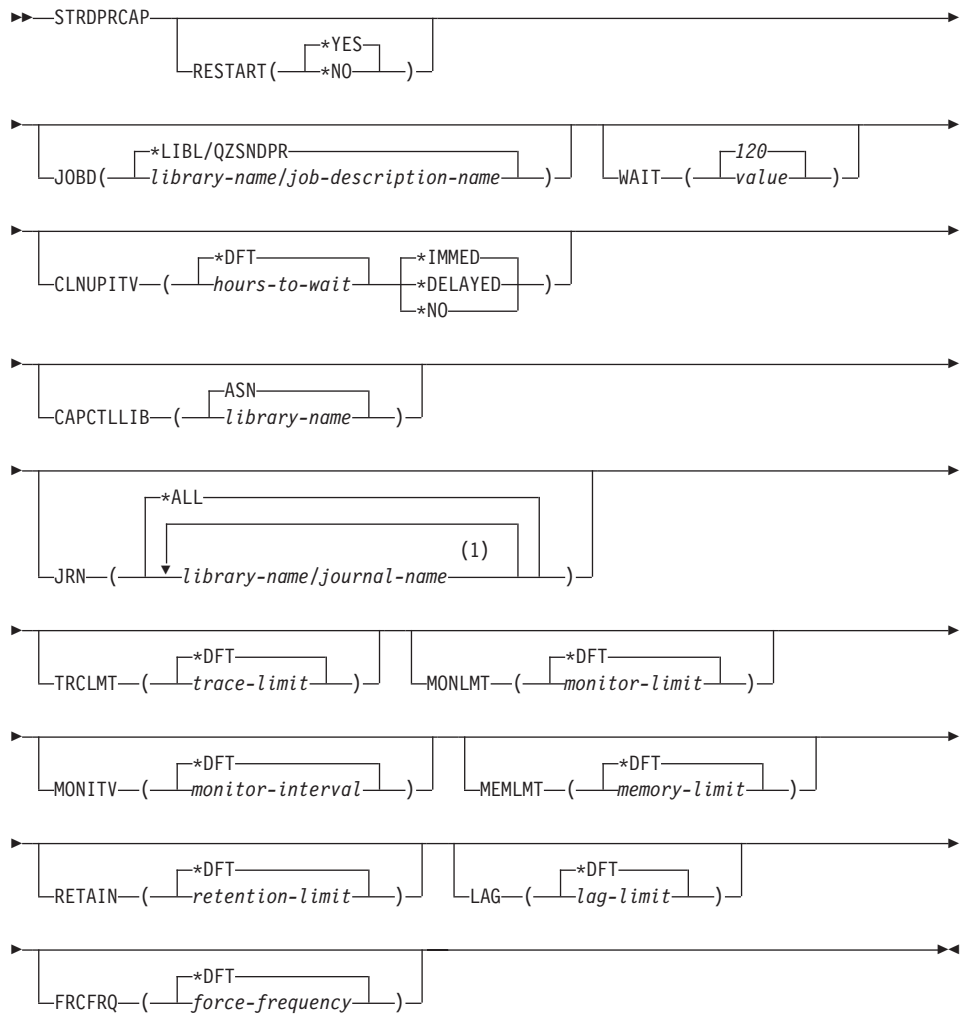 STRDPRCAP
*YES
RESTART( *NO )
*LIBL/QZSNDPR 120
JOBD( library-name/job-description-name ) WAIT ( value )
*DFT *IMMED
CLNUPITV ( hours-to-wait *DELAYED )
*NO
ASN
CAPCTLLIB ( library-name )
*ALL
(1)
JRN ( library-name/journal-name )
*DFT *DFT
TRCLMT ( trace-limit ) MONLMT ( monitor-limit )
*DFT *DFT
MONITV ( monitor-interval ) MEMLMT ( memory-limit )
*DFT *DFT
RETAIN ( retention-limit ) LAG ( lag-limit )
*DFT
FRCFRQ ( force-frequency )